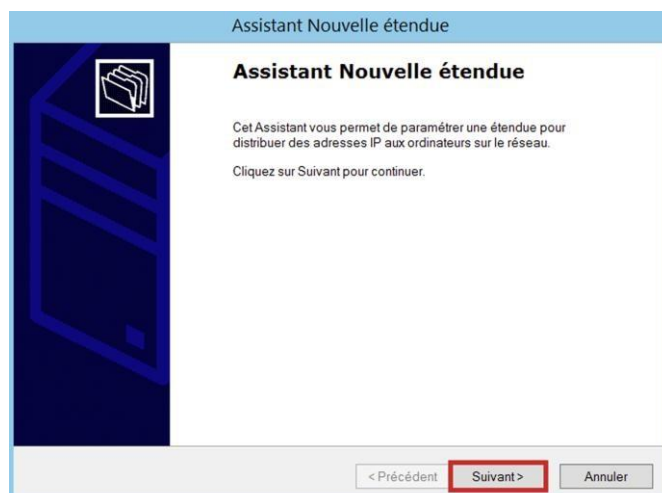 Assistant Nouvelle étendue
Assistant Nouvelle étendue
Cet Assistant vous permet de paramétrer une étendue pour
distribuer des adresses IP aux ordinateurs sur le réseau.
Cliquez sur Suivant pour continuer.
< Précédent Suivant > Annuler